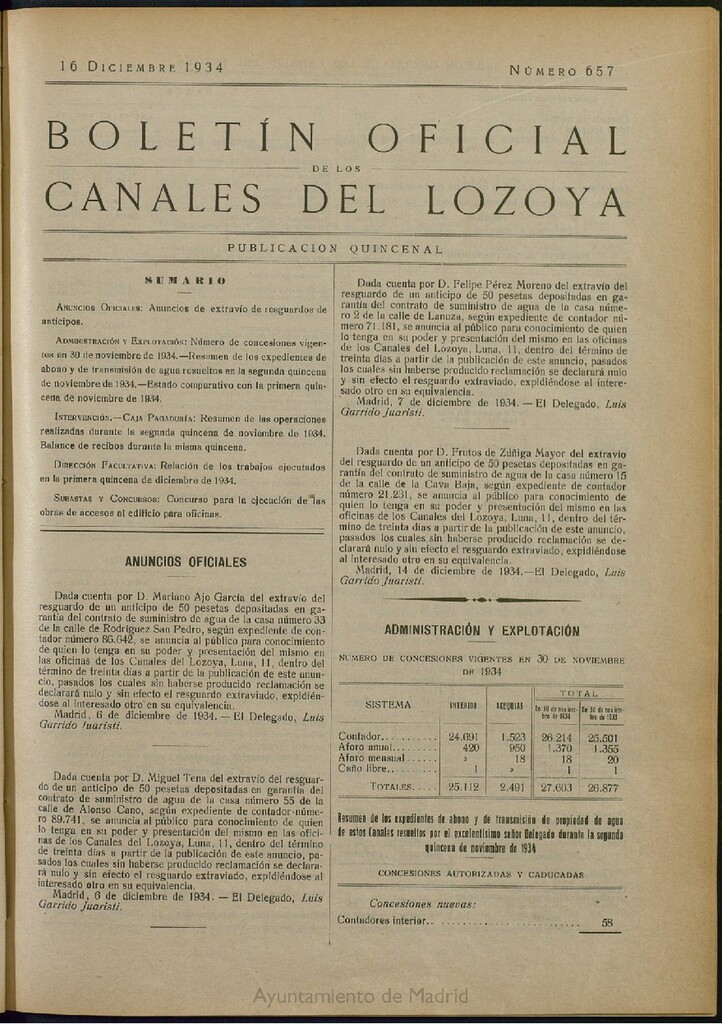 16 DICIEMBRE 1934
NÚMERO 657
BOLETÍN OFICIAL
DE LOS
CANALES DEL LOZOYA
PUBLICACION QUINCENAL
SUMARIO
ANUNCIOS OFICIALES: Anuncios de extravío de resguardos de
anticipos.
ADMINISTRACIÓN Y EXPLOTACIÓN: Número de concesiones vigen-
tes en 30 de noviembre de 1934.—Resumen de los expedientes de
abono y de transmisión de agua resueltos en la segunda quincena
de noviembre de 1934.—Estado comparativo con la primera quin-
cena de noviembre de 1934.
INTERVENCIÓN.—CAJA PAGADURÍA: Resumen de las operaciones
realizadas durante la segunda quincena de noviembre de 1934.
Balance de recibos durante la misma quincena.
DIRECCIÓN FACULTATIVA: Relación de los trabajos ejecutados
en la primera quincena de diciembre de 1934.
SUBASTAS Y CONCURSOS: Concurso para la ejecución de las
obras de acceso al edificio para oficinas.
ANUNCIOS OFICIALES
Dada cuenta por D. Mariano Ajo García del extravío del
resguardo de un anticipo de 50 pesetas depositadas en ga-
rantía del contrato de suministro de agua de la casa número 33
de la calle de Rodríguez San Pedro, según expediente de con-
tador número 86.642, se anuncia al público para conocimiento
de quien lo tenga en su poder y presentación del mismo en
las oficinas de los Canales del Lozoya, Luna, 11, dentro del
término de treinta días a partir de la publicación de este anun-
cio, pasados los cuales sin haberse producido reclamación se
declarará nulo y sin efecto el resguardo extraviado, expidién-
dose al interesado otro en su equivalencia.
Madrid, 6 de diciembre de 1934. — El Delegado, Luis
Garrido Juaristi.
Dada cuenta por D. Miguel Tena del extravío del resguar-
do de un anticipo de 50 pesetas depositadas en garantía del
contrato de suministro de agua de la casa número 55 de la
calle de Alonso Cano, según expediente de contador núme-
ro 89.741, se anuncia al público para conocimiento de quien
lo tenga en su poder y presentación del mismo en las ofici-
nas de los Canales del Lozoya, Luna, 11, dentro del término
de treinta días a partir de la publicación de este anuncio, pa-
sados los cuales sin haberse producido reclamación se declara-
rá nulo y sin efecto el resguardo extraviado, expidiéndose al
interesado otro en su equivalencia.
Madrid, 6 de diciembre de 1934. — El Delegado, Luis
Garrido Juaristi.
Dada cuenta por D. Felipe Pérez Moreno del extravío del
resguardo de un anticipo de 50 pesetas depositadas en ga-
rantía del contrato de suministro de agua de la casa núme-
ro 2 de la calle de Lanuza, según expediente de contador nú-
mero 71.181, se anuncia al público para conocimiento de quien
lo tenga en su poder y presentación del mismo en las oficinas
de los Canales del Lozoya, Luna, 11, dentro del término de
treinta días a partir de la publicación de este anuncio, pasados
los cuales sin haberse producido reclamación se declarará nulo
y sin efecto el resguardo extraviado, expidiéndose al intere-
sado otro en su equivalencia.
Madrid, 7 de diciembre de 1934. — El Delegado, Luis
Garrido Juaristi.
Dada cuenta por D. Frutos de Zúñiga Mayor del extravío
del resguardo de un anticipo de 50 pesetas depositadas en ga-
rantía del contrato de suministro de agua de la casa número 15
de la calle de la Cava Baja, según expediente de contador
número 21.231, se anuncia al público para conocimiento de
quien lo tenga en su poder y presentación del mismo en las
oficinas de los Canales del Lozoya, Luna, 11, dentro del tér-
mino de treinta días a partir de la publicación de este anuncio,
pasados los cuales sin haberse producido reclamación se de-
clarará nulo y sin efecto el resguardo extraviado, expidiéndose
al interesado otro en su equivalencia.
Madrid, 14 de diciembre de 1934.—El Delegado, Luis
Garrido Juaristi.
ADMINISTRACIÓN Y EXPLOTACIÓN
NÚMERO DE CONCESIONES VIGENTES EN 30 DE NOVIEMBRE
DE 1934
TOTAL
SISTEMA INTERIOR ACEQUIAS En 30 de noviem- En 30 de noviem-
bre de 1934 bre de 1933
Contador........... 24.691 1.523 26.214 25.501
Aforo anual........ 420 950 1.370 1.355
Aforo mensual...... » 18 18 20
Caño libre.......... 1 » 1 1
TOTALES..... 25.112 2.491 27.603 26.877
Resumen de los expedientes de abono y de transmisión de propiedad de agua
de estos Canales resueltos por el excelentísimo señor Delegado durante la segunda
quincena de noviembre de 1934
CONCESIONES AUTORIZADAS Y CADUCADAS
Concesiones nuevas:
Contadores interior.. .......................... 58
Ayuntamiento de Madrid